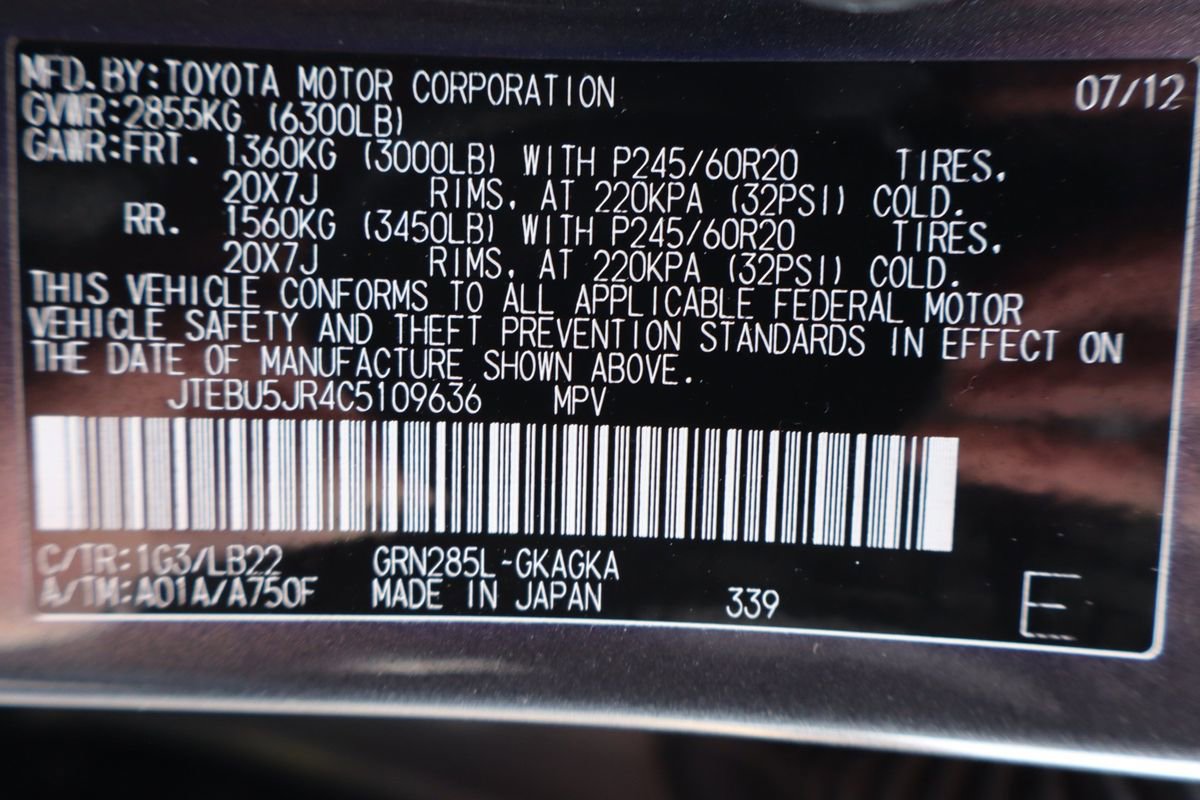 MFD.BY:TOYOTA MOTOR CORPORATION 07/12
GVWR:2855KG (6300LB)
GAWR:FRT. 1360KG (3000LB) WITH P245/60R20 TIRES.
20X7J RIMS, AT 220KPA (32PSI) COLD.
RR. 1560KG (3450LB) WITH P245/60R20 TIRES.
20X7J RIMS, AT 220KPA (32PSI) COLD.
THIS VEHICLE CONFORMS TO ALL APPLICABLE FEDERAL MOTOR
VEHICLE SAFETY AND THEFT PREVENTION STANDARDS IN EFFECT ON
THE DATE OF MANUFACTURE SHOWN ABOVE.
JTEBU5JR4C5109636 MPV
C/TR:1G3/LB22 GRN285L-GKAGKA
A/TM:A01A/A750F MADE IN JAPAN 339 E